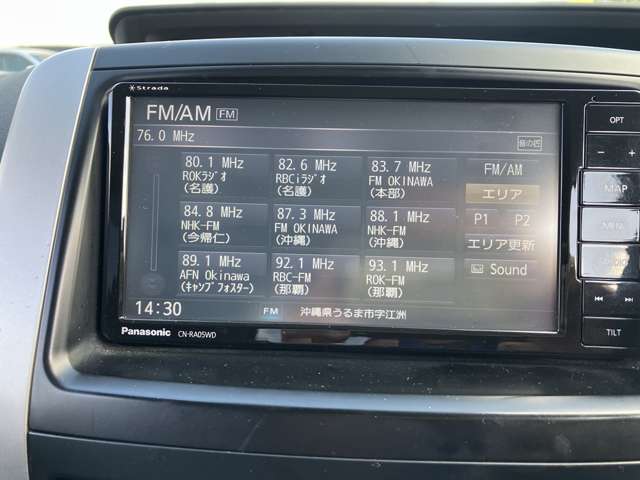 Strada
FM/AM FM
76.0 MHz
音の匠
80.1 MHz
ROKﾗｼﾞｵ
(名護)
82.6 MHz
RBCiﾗｼﾞｵ
(名護)
83.7 MHz
FM OKINAWA
(本部)
84.8 MHz
NHK-FM
(今帰仁)
87.3 MHz
FM OKINAWA
(沖縄)
88.1 MHz
NHK-FM
(沖縄)
89.1 MHz
AFN Okinawa
(ｷｬﾝﾌﾟ ﾌｫｽﾀｰ)
92.1 MHz
RBC-FM
(那覇)
93.1 MHz
ROK-FM
(那覇)
FM/AM
エリア
P1 P2
エリア更新
Sound
14:30 FM 沖縄県うるま市字江洲
Panasonic CN-RA05WD
OPT
− +
MAP
TILT